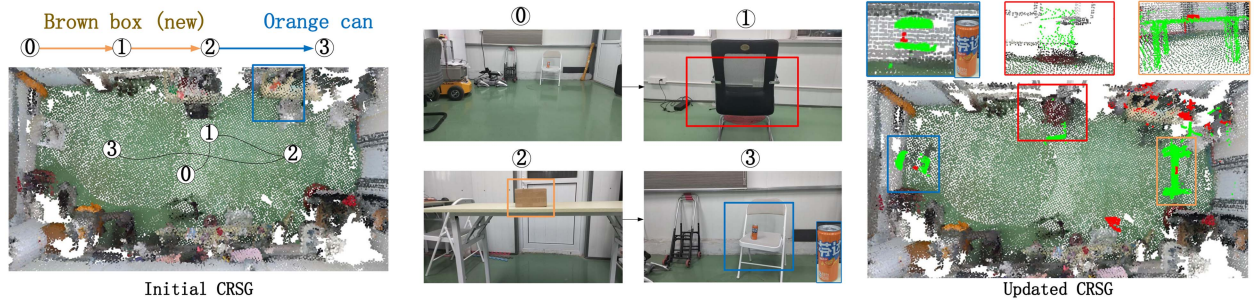 Brown box (new) Orange can
⓪ ① ② ③
⓪ ①
① ② ③ ⓪
② ③
Initial CRSG
Updated CRSG